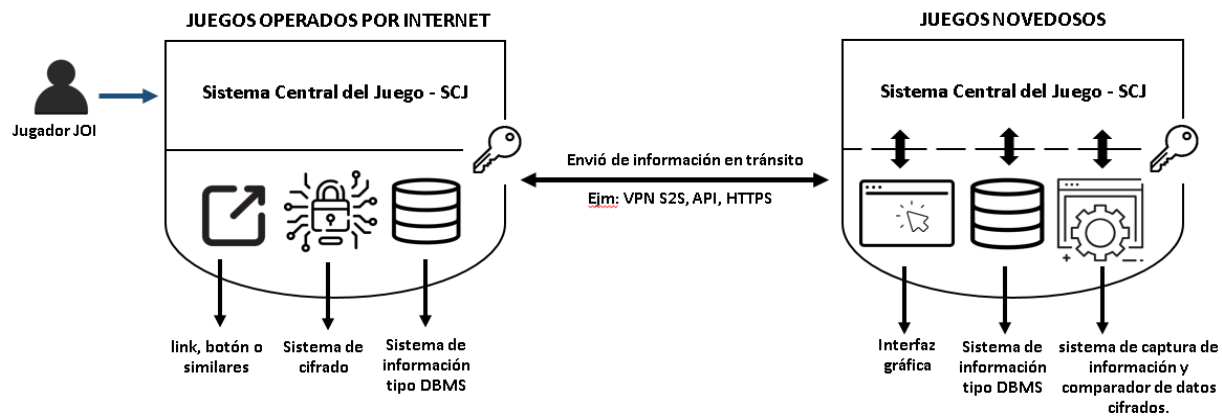 JUEGOS OPERADOS POR INTERNET
Sistema Central del Juego - SCJ
Jugador JOI
link, botón o
similares
Sistema de
cifrado
Sistema de
información
tipo DBMS
Envió de información en tránsito
Ejm: VPN S2S, API, HTTPS
JUEGOS NOVEDOSOS
Sistema Central del Juego - SCJ
Interfaz
gráfica
Sistema de
información
tipo DBMS
sistema de captura de
información y
comparador de datos
cifrados.